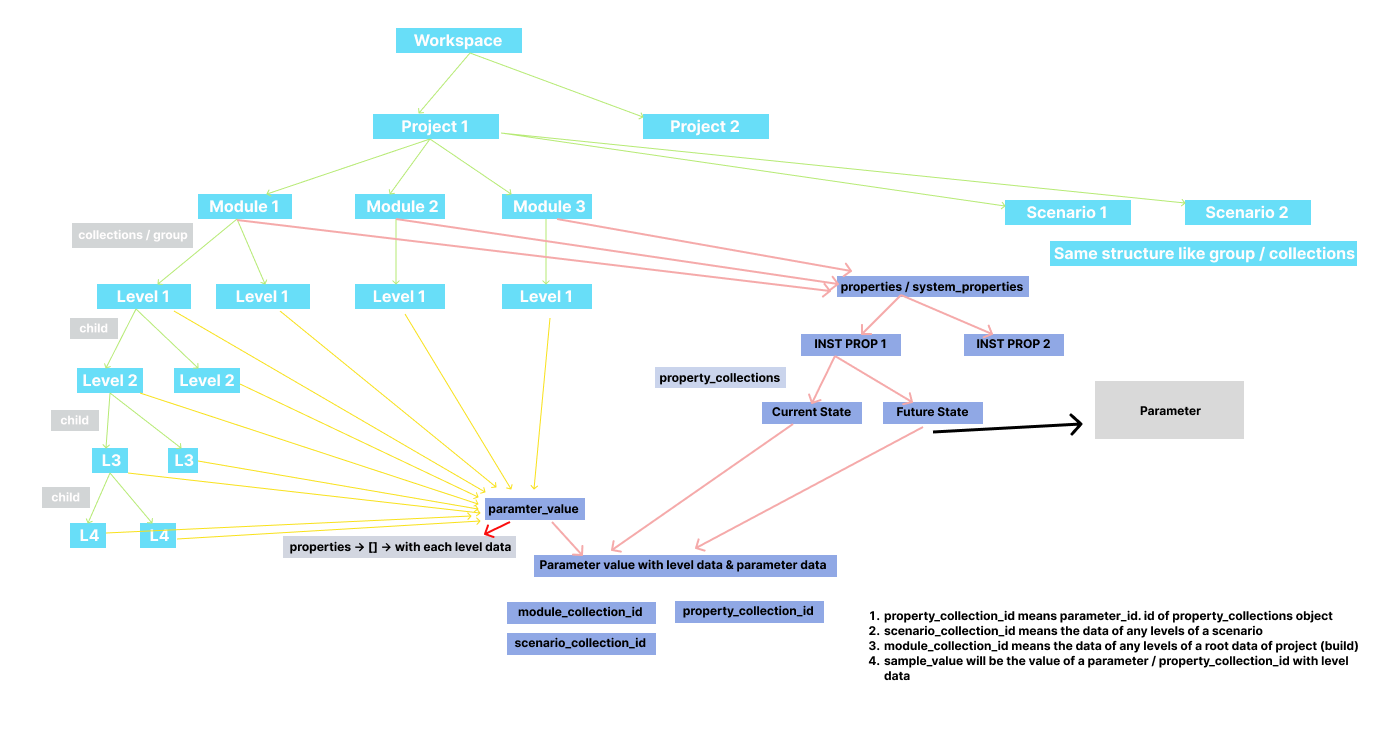 Workspace
Project 1
Project 2
Module 1
Module 2
Module 3
Scenario 1
Scenario 2
collections / group
Same structure like group / collections
Level 1
Level 1
Level 1
Level 1
properties / system_properties
child
INST PROP 1
INST PROP 2
Level 2
Level 2
property_collections
Current State
Future State
Parameter
child
L3
L3
child
paramter_value
L4
L4
properties → [] → with each level data
Parameter value with level data & parameter data
module_collection_id
property_collection_id
scenario_collection_id
1. property_collection_id means parameter_id. id of property_collections object
2. scenario_collection_id means the data of any levels of a scenario
3. module_collection_id means the data of any levels of a root data of project (build)
4. sample_value will be the value of a parameter / property_collection_id with level
data